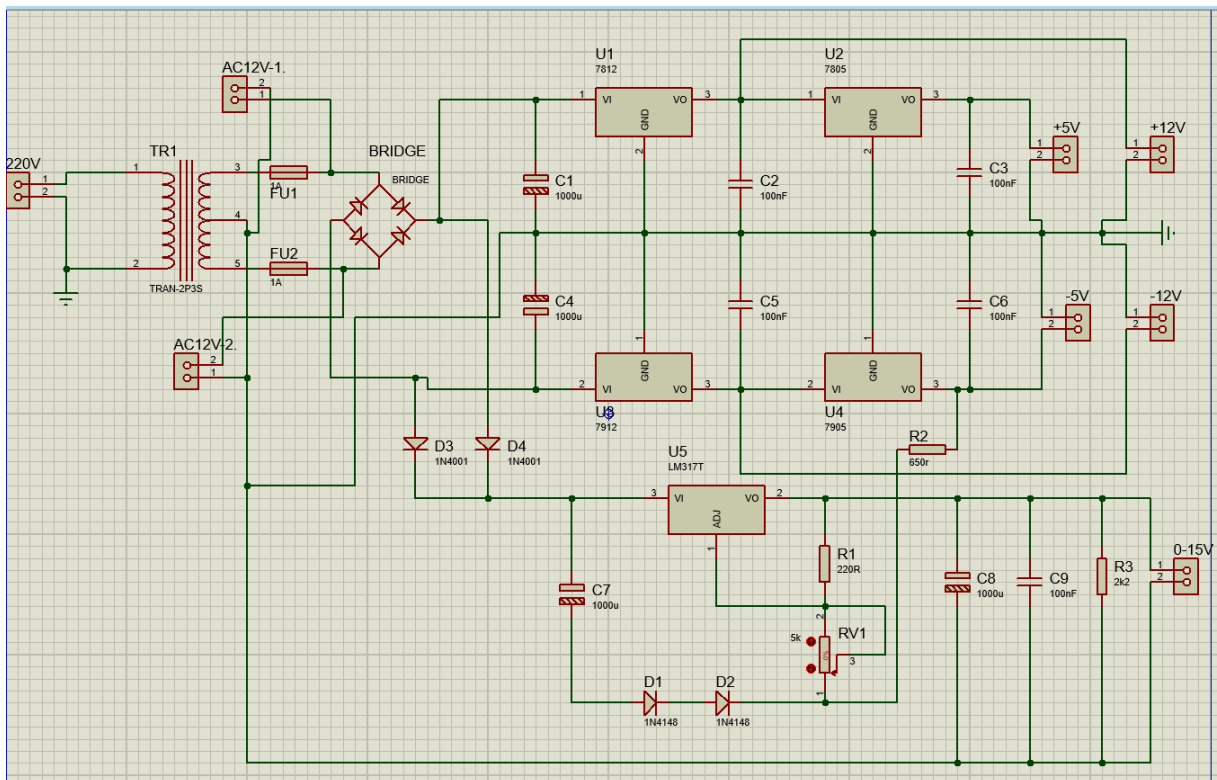 AC12V-1.
2
1
220V
1
2
TR1
1
2
3
4
5
TRAN-2P3S
1A
FU1
FU2
1A
BRIDGE
BRIDGE
AC12V-2.
2
1
U1
7812
1
VI
VO
3
GND
2
U2
7805
1
VI
VO
3
GND
2
+5V
1
2
+12V
1
2
C1
1000u
C2
100nF
C3
100nF
C4
1000u
C5
100nF
C6
100nF
-5V
1
2
-12V
1
2
1
GND
2
VI
VO
3
U3
7912
1
GND
2
VI
VO
3
U4
7905
D3
1N4001
D4
1N4001
R2
650r
U5
LM317T
3
VI
VO
2
ADJ
1
R1
220R
C7
1000u
5k
2
RV1
3
1
D1
1N4148
D2
1N4148
C8
1000u
C9
100nF
R3
2k2
0-15V
1
2